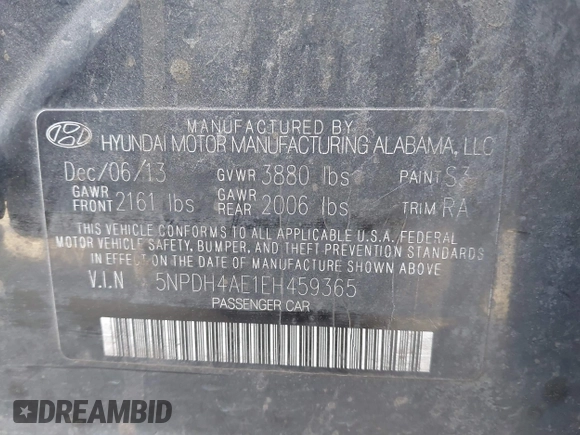 MANUFACTURED BY
HYUNDAI MOTOR MANUFACTURING ALABAMA, LLC
Dec/06/13 GVWR 3880 lbs PAINT S3
GAWR FRONT 2161 lbs GAWR REAR 2006 lbs TRIM RA
THIS VEHICLE CONFORMS TO ALL APPLICABLE U.S.A. FEDERAL
MOTOR VEHICLE SAFETY, BUMPER, AND THEFT PREVENTION STANDARDS
IN EFFECT ON THE DATE OF MANUFACTURE SHOWN ABOVE
V.I.N 5NPDH4AE1EH459365
PASSENGER CAR
DREAMBID